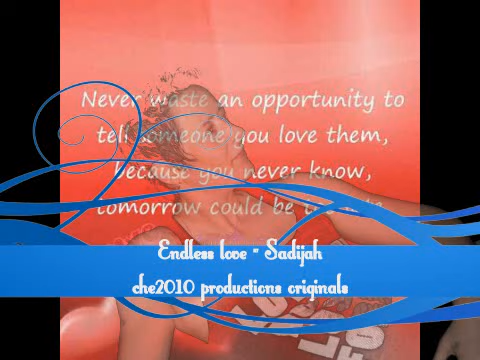 Never waste an opportunity to
tell someone you love them,
because you never know,
tomorrow could be
Endless love - Sadijah
che2010 productions originals